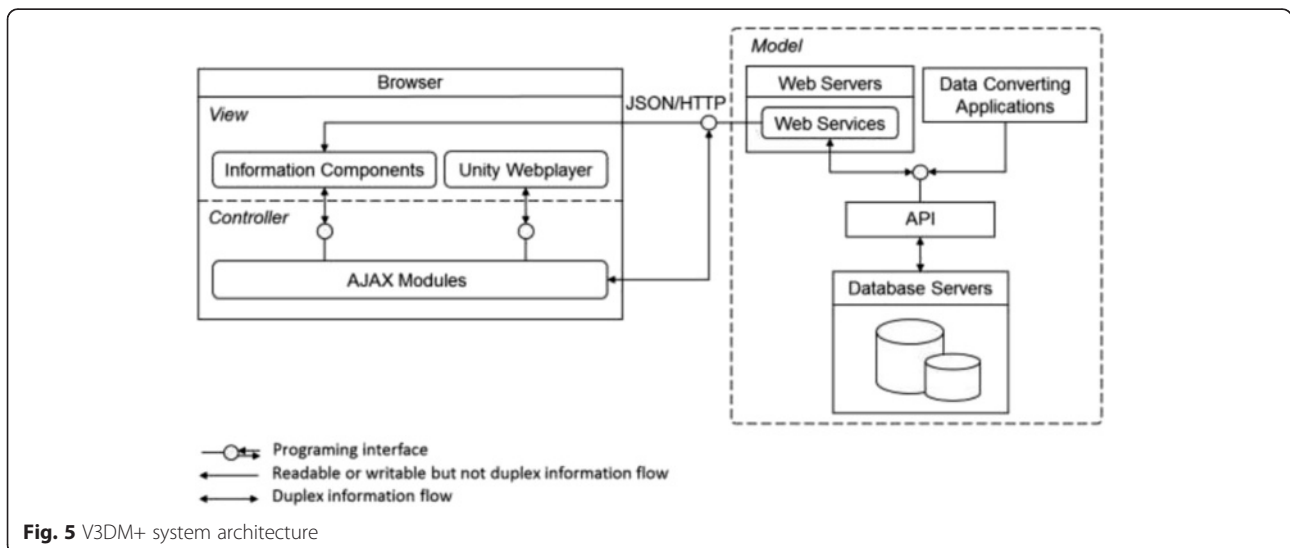 Model
Browser
Web Servers
Data Converting
Applications
View
JSON/HTTP
Web Services
Information Components
Unity Webplayer
Controller
API
AJAX Modules
Database Servers
Programing interface
Readable or writable but not duplex information flow
Duplex information flow
Fig. 5 V3DM+ system architecture